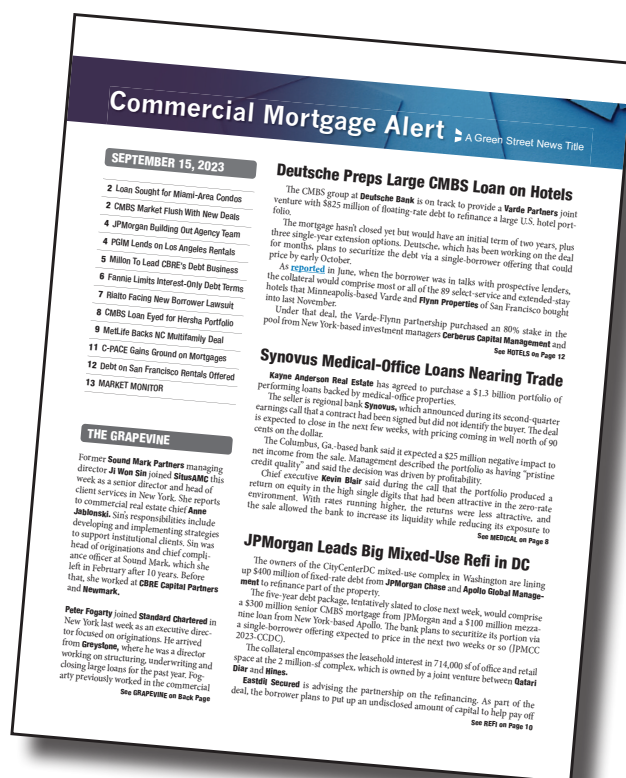 Commercial Mortgage Alert
A Green Street News Title
SEPTEMBER 15, 2023
2 Loan Sought for Miami-Area Condos
2 CMBS Market Flush With New Deals
4 JPMorgan Building Out Agency Team
4 PGIM Lends on Los Angeles Rentals
5 Millon To Lead CBRE's Debt Business
6 Fannie Limits Interest-Only Debt Terms
7 Rialto Facing New Borrower Lawsuit
8 CMBS Loan Eyed for Hersha Portfolio
9 MetLife Backs NC Multifamily Deal
11 C-PACE Gains Ground on Mortgages
12 Debt on San Francisco Rentals Offered
13 MARKET MONITOR
THE GRAPEVINE
Former Sound Mark Partners managing
director Ji Won Sin joined SitusAMC this
week as a senior director and head of
client services in New York. She reports
to commercial real estate chief Anne
Jablonski. Sin's responsibilities include
developing and implementing strategies
to support institutional clients. Sin was
head of originations and chief compli-
ance officer at Sound Mark, which she
left in February after 10 years. Before
that, she worked at CBRE Capital Partners
and Newmark.
Peter Fogarty joined Standard Chartered in
New York last week as an executive direc-
tor focused on originations. He arrived
from Greystone, where he was a director
working on structuring, underwriting and
closing large loans for the past year. Fog-
arty previously worked in the commercial
See GRAPEVINE on Back Page
Deutsche Preps Large CMBS Loan on Hotels
The CMBS group at Deutsche Bank is on track to provide a Varde Partners joint
venture with $825 million of floating-rate debt to refinance a large U.S. hotel port-
folio.
The mortgage hasn't closed yet but would have an initial term of two years, plus
three single-year extension options. Deutsche, which has been working on the deal
for months, plans to securitize the debt via a single-borrower offering that could
price by early October.
As reported in June, when the borrower was in talks with prospective lenders,
the collateral would comprise most or all of the 89 select-service and extended-stay
hotels that Minneapolis-based Varde and Flynn Properties of San Francisco bought
into last November.
Under that deal, the Varde-Flynn partnership purchased an 80% stake in the
pool from New York-based investment managers Cerberus Capital Management and
See HOTELS on Page 12
Synovus Medical-Office Loans Nearing Trade
Kayne Anderson Real Estate has agreed to purchase a $1.3 billion portfolio of
performing loans backed by medical-office properties.
The seller is regional bank Synovus, which announced during its second-quarter
earnings call that a contract had been signed but did not identify the buyer. The deal
is expected to close in the next few weeks, with pricing coming in well north of 90
cents on the dollar.
The Columbus, Ga.-based bank said it expected a $25 million negative impact to
net income from the sale. Management described the portfolio as having "pristine
credit quality" and said the decision was driven by profitability.
Chief executive Kevin Blair said during the call that the portfolio produced a
return on equity in the high single digits that had been attractive in the zero-rate
environment. With rates running higher, the returns were less attractive, and
the sale allowed the bank to increase its liquidity while reducing its exposure to
See MEDICAL on Page 8
JPMorgan Leads Big Mixed-Use Refi in DC
The owners of the CityCenterDC mixed-use complex in Washington are lining
up $400 million of fixed-rate debt from JPMorgan Chase and Apollo Global Manage-
ment to refinance part of the property.
The five-year debt package, tentatively slated to close next week, would comprise
a $300 million senior CMBS mortgage from JPMorgan and a $100 million mezza-
nine loan from New York-based Apollo. The bank plans to securitize its portion via
a single-borrower offering expected to price in the next two weeks or so (JPMCC
2023-CCDC).
The collateral encompasses the leasehold interest in 714,000 sf of office and retail
space at the 2 million-sf complex, which is owned by a joint venture between Qatari
Diar and Hines.
Eastdil Secured is advising the partnership on the refinancing. As part of the
deal, the borrower plans to put up an undisclosed amount of capital to help pay off
See REFI on Page 10